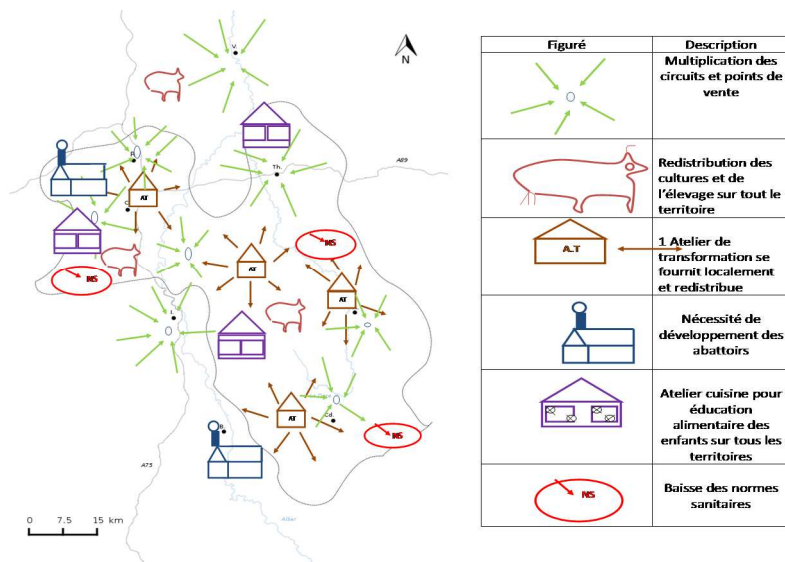 V.
N
R.
Th.
A89
AT
C
NS
AT
NS
AT
I.
AT
Cd.
B.
NS
A75
Allier
0 7.5 15 km
Figuré
Description
Multiplication des
circuits et points de
vente
Redistribution des
cultures et de
l'élevage sur tout le
territoire
A.T
1 Atelier de
transformation se
fournit localement
et redistribue
Nécessité de
développement des
abattoirs
Atelier cuisine pour
éducation
alimentaire des
enfants sur tous les
territoires
NS
Baisse des normes
sanitaires